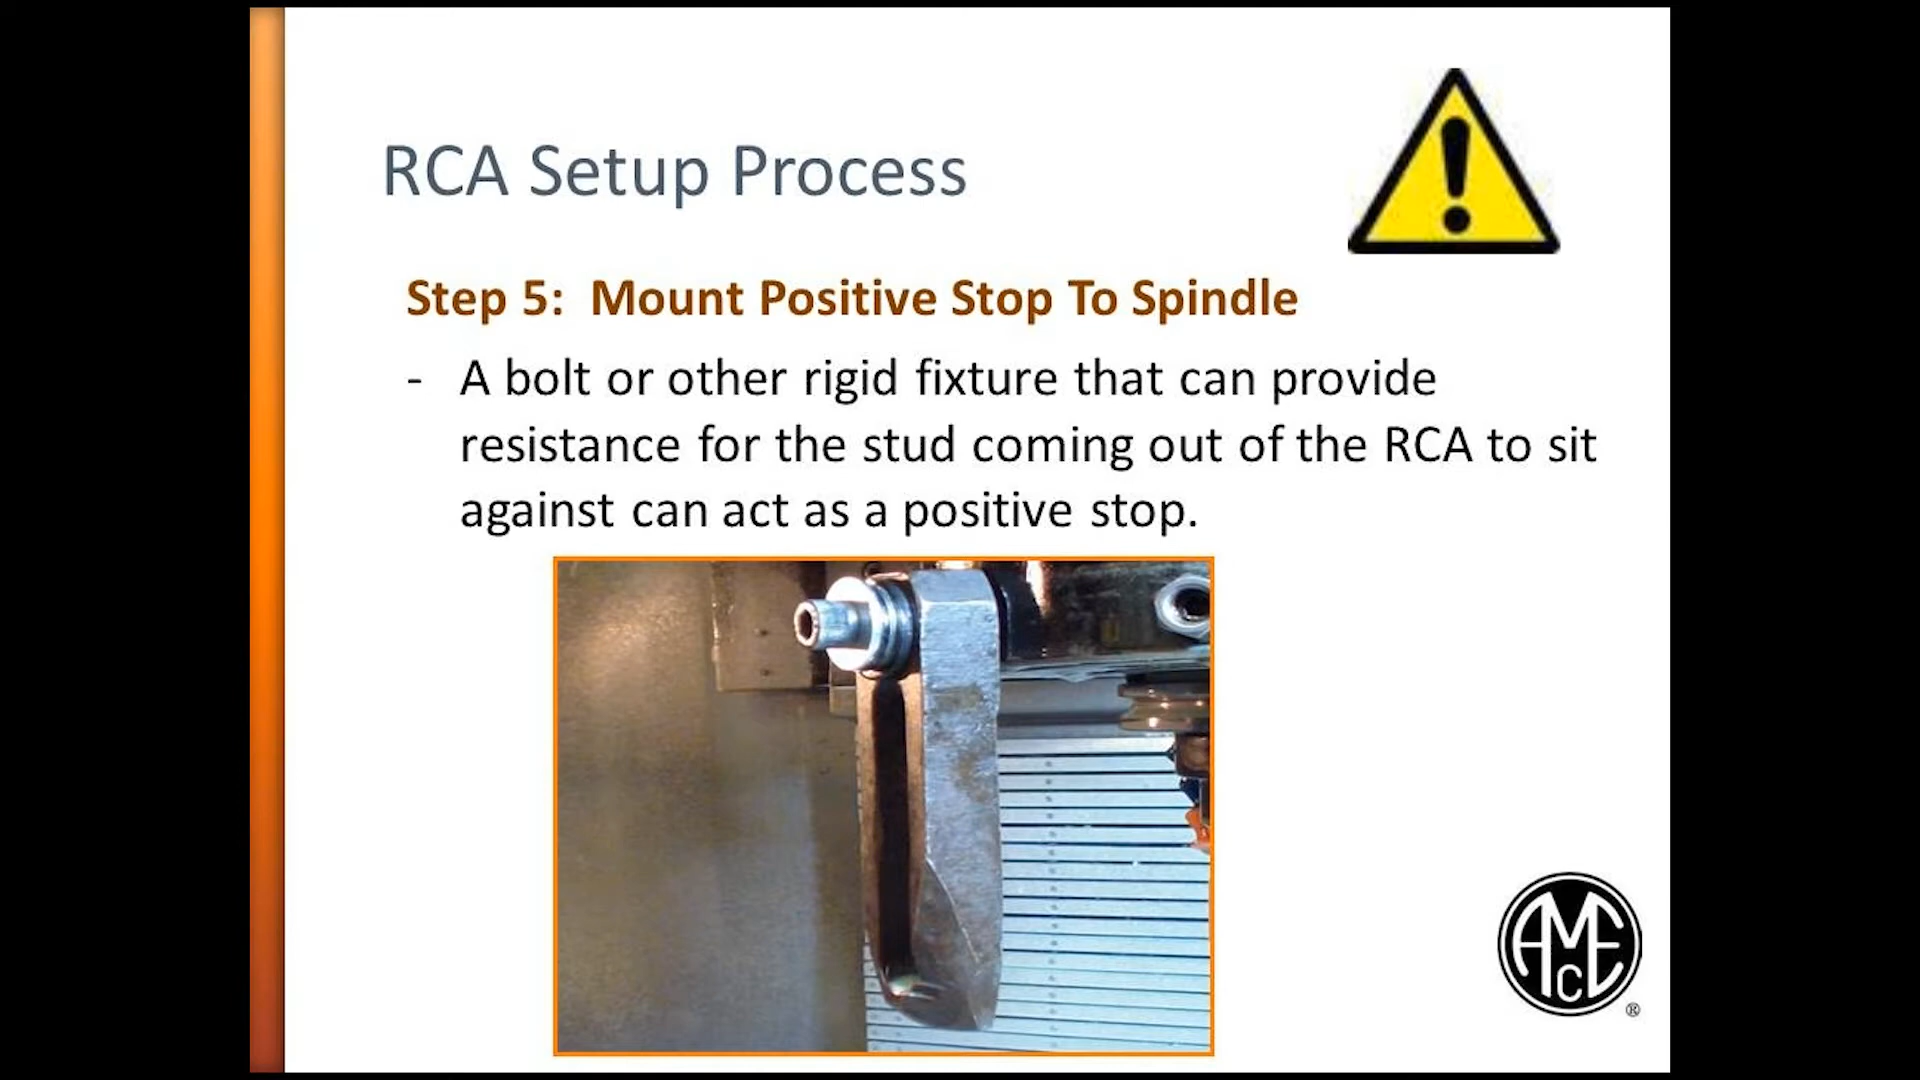 RCA Setup Process
Step 5: Mount Positive Stop To Spindle
- A bolt or other rigid fixture that can provide
resistance for the stud coming out of the RCA to sit
against can act as a positive stop.
AMEC
®